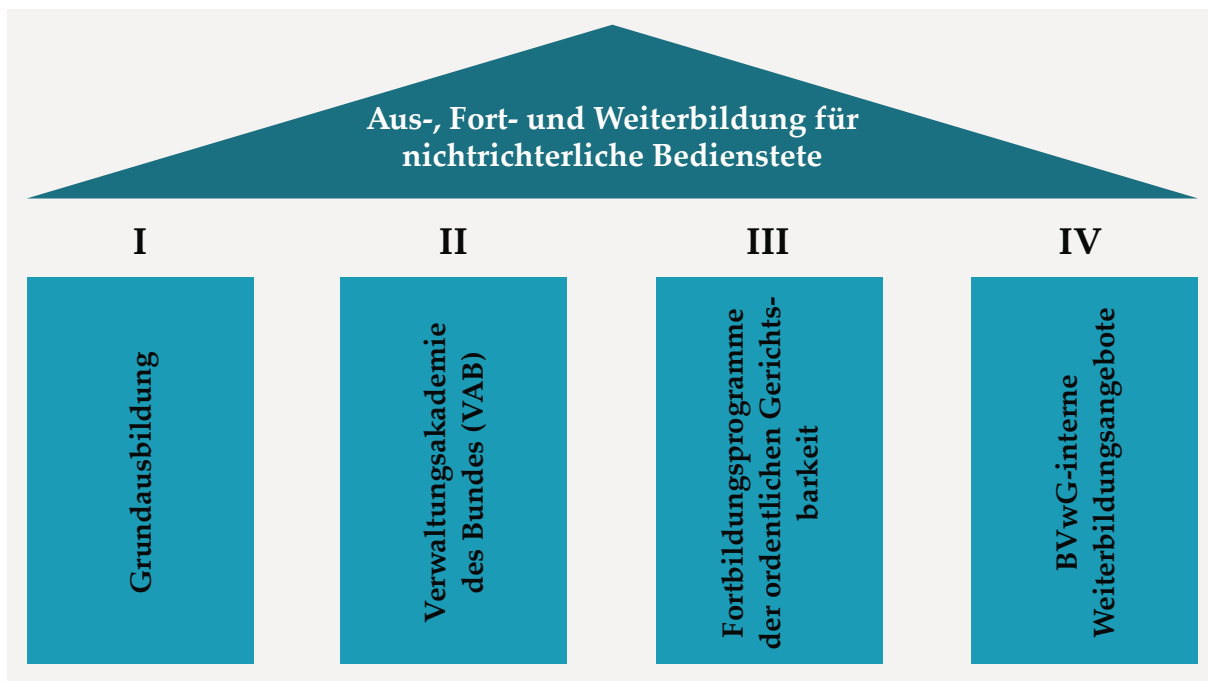 Aus-, Fort- und Weiterbildung für
nichtrichterliche Bedienstete
I
II
III
IV
Grundausbildung
Verwaltungsakademie
des Bundes (VAB)
Fortbildungsprogramme
der ordentlichen Gerichts-
barkeit
BVwG-interne
Weiterbildungsangebote